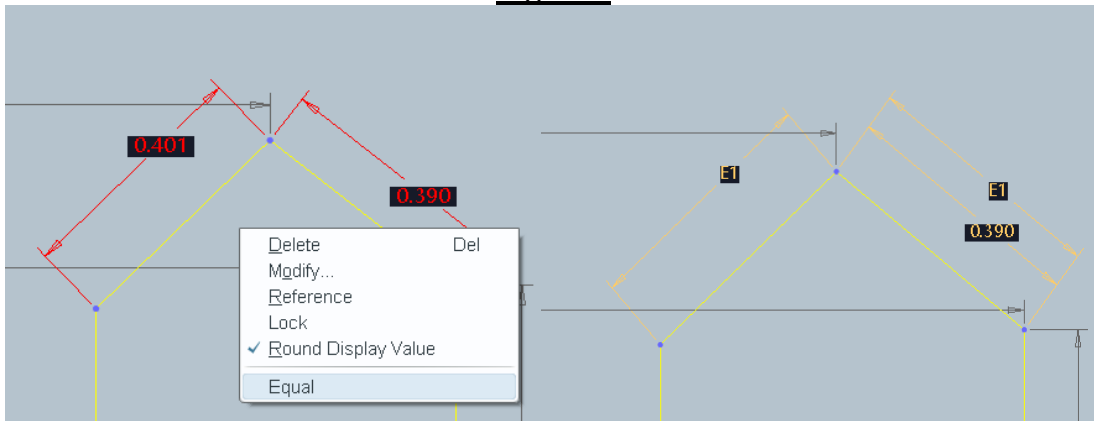 0.401
0.390
Delete Del
Modify...
Reference
Lock
✓ Round Display Value
Equal
E1
E1
0.390